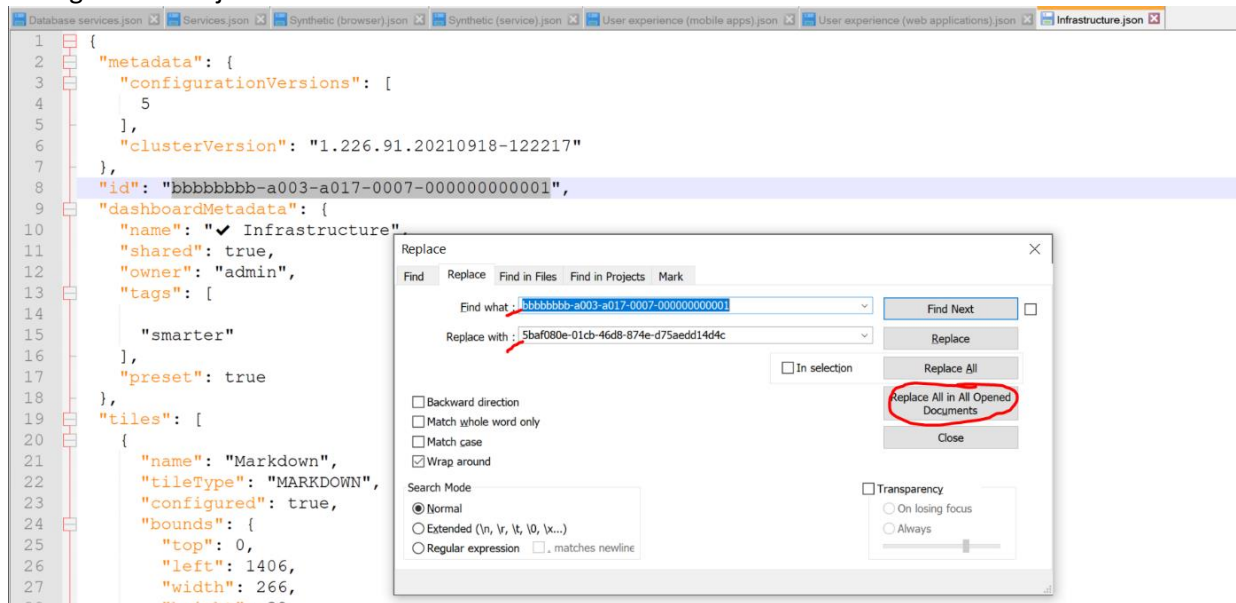 Database services.json Services.json Synthetic (browser).json Synthetic (service).json User experience (mobile apps).json User experience (web applications).json Infrastructure.json
1 {
2 "metadata": {
3 "configurationVersions": [
4 5
5 ],
6 "clusterVersion": "1.226.91.20210918-122217"
7 },
8 "id": "bbbbbbbb-a003-a017-0007-000000000001",
9 "dashboardMetadata": {
10 "name": "✔ Infrastructure",
11 "shared": true,
12 "owner": "admin",
13 "tags": [
14
15 "smarter"
16 ],
17 "preset": true
18 },
19 "tiles": [
20 {
21 "name": "Markdown",
22 "tileType": "MARKDOWN",
23 "configured": true,
24 "bounds": {
25 "top": 0,
26 "left": 1406,
27 "width": 266,
Replace
Find Replace Find in Files Find in Projects Mark
Find what : bbbbbbbb-a003-a017-0007-000000000001
Find Next
Replace with : 5baf080e-01cb-46d8-874e-d75aedd14d4c
Replace
In selection
Replace All
Replace All in All Opened
Documents
Close
Backward direction
Match whole word only
Match case
Wrap around
Search Mode
Normal
Extended (\n, \r, \t, \0, \x...)
Regular expression . matches newline
Transparency
On losing focus
Always